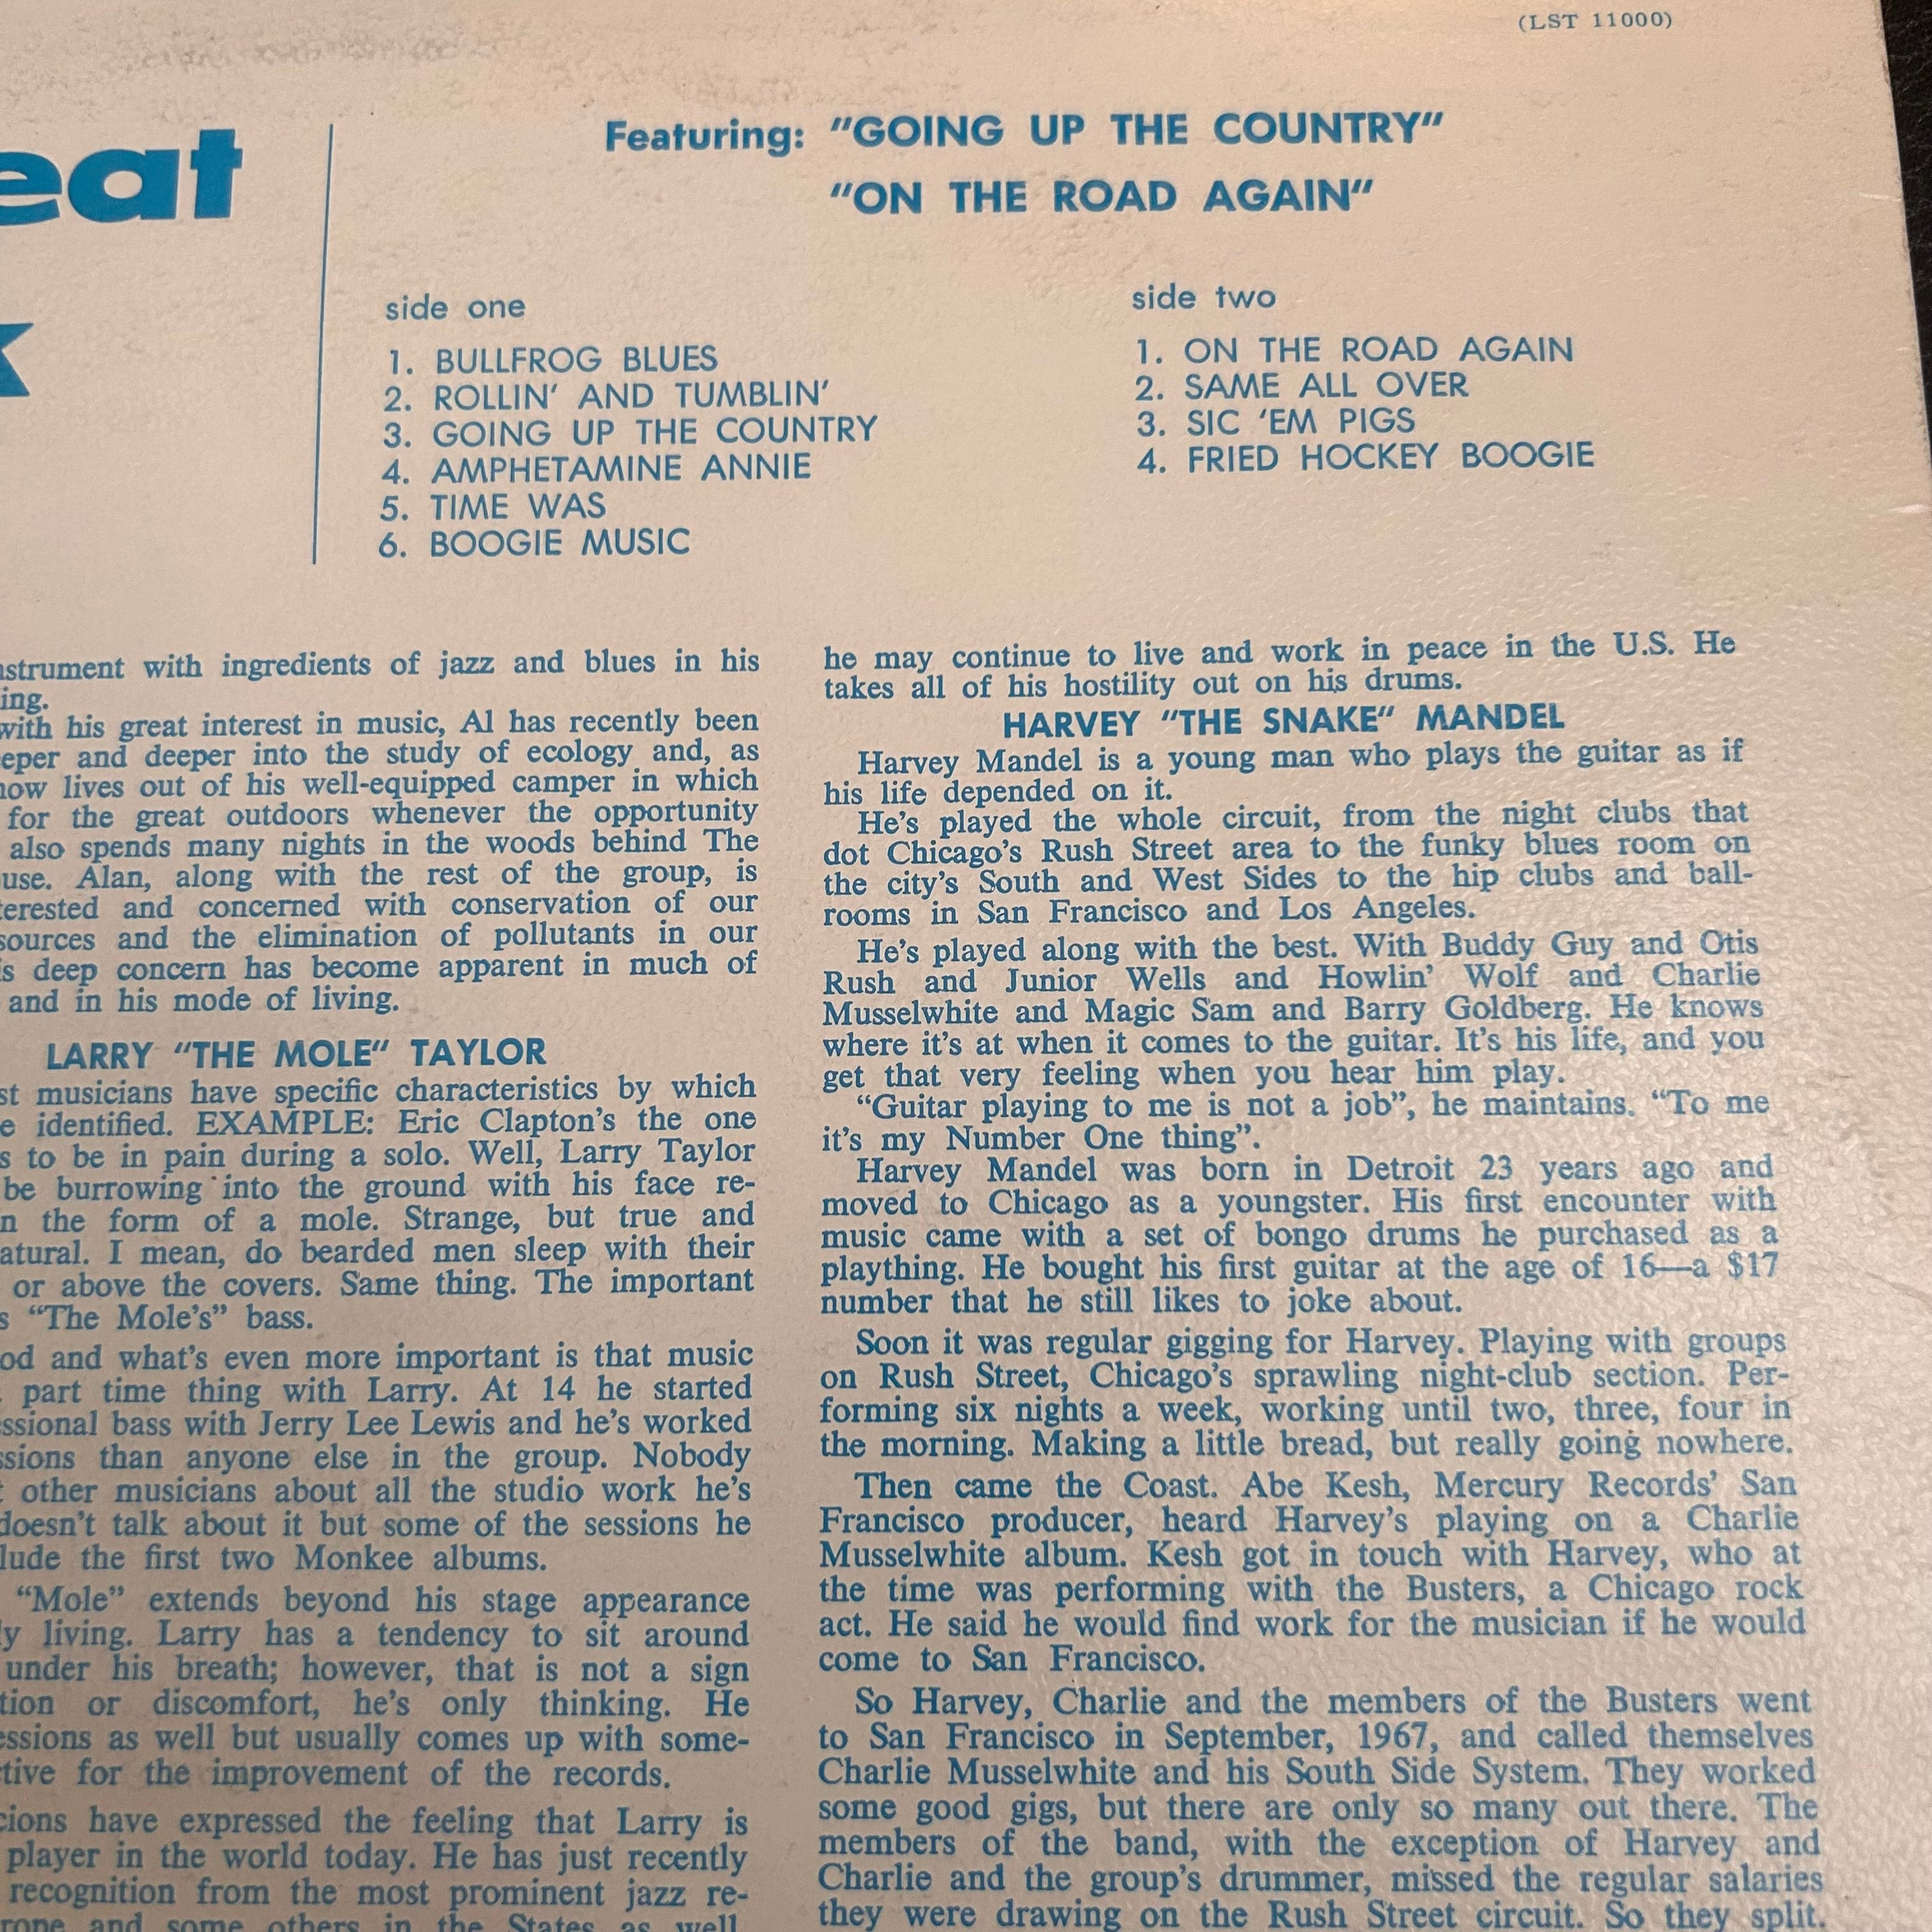 (LST 11000)
eat
Featuring: "GOING UP THE COUNTRY"
"ON THE ROAD AGAIN"
side one
1. BULLFROG BLUES
2. ROLLIN' AND TUMBLIN'
3. GOING UP THE COUNTRY
4. AMPHETAMINE ANNIE
5. TIME WAS
6. BOOGIE MUSIC
side two
1. ON THE ROAD AGAIN
2. SAME ALL OVER
3. SIC 'EM PIGS
4. FRIED HOCKEY BOOGIE
nstrument with ingredients of jazz and blues in his
ing.
with his great interest in music, Al has recently been
eper and deeper into the study of ecology and, as
now lives out of his well-equipped camper in which
for the great outdoors whenever the opportunity
also spends many nights in the woods behind The
use. Alan, along with the rest of the group, is
terested and concerned with conservation of our
sources and the elimination of pollutants in our
s deep concern has become apparent in much of
and in his mode of living.
LARRY "THE MOLE" TAYLOR
st musicians have specific characteristics by which
e identified. EXAMPLE: Eric Clapton's the one
s to be in pain during a solo. Well, Larry Taylor
be burrowing into the ground with his face re-
n the form of a mole. Strange, but true and
atural. I mean, do bearded men sleep with their
or above the covers. Same thing. The important
s "The Mole's" bass.
od and what's even more important is that music
part time thing with Larry. At 14 he started
ssional bass with Jerry Lee Lewis and he's worked
ssions than anyone else in the group. Nobody
t other musicians about all the studio work he's
doesn't talk about it but some of the sessions he
lude the first two Monkee albums.
"Mole" extends beyond his stage appearance
ly living. Larry has a tendency to sit around
under his breath; however, that is not a sign
tion or discomfort, he's only thinking. He
essions as well but usually comes up with some-
tive for the improvement of the records.
cions have expressed the feeling that Larry is
player in the world today. He has just recently
recognition from the most prominent jazz re-
rope and some others in the States as well.
he may continue to live and work in peace in the U.S. He
takes all of his hostility out on his drums.
HARVEY "THE SNAKE" MANDEL
Harvey Mandel is a young man who plays the guitar as if
his life depended on it.
He's played the whole circuit, from the night clubs that
dot Chicago's Rush Street area to the funky blues room on
the city's South and West Sides to the hip clubs and ball-
rooms in San Francisco and Los Angeles.
He's played along with the best. With Buddy Guy and Otis
Rush and Junior Wells and Howlin' Wolf and Charlie
Musselwhite and Magic Sam and Barry Goldberg. He knows
where it's at when it comes to the guitar. It's his life, and you
get that very feeling when you hear him play.
"Guitar playing to me is not a job", he maintains. "To me
it's my Number One thing".
Harvey Mandel was born in Detroit 23 years ago and
moved to Chicago as a youngster. His first encounter with
music came with a set of bongo drums he purchased as a
plaything. He bought his first guitar at the age of 16—a $17
number that he still likes to joke about.
Soon it was regular gigging for Harvey. Playing with groups
on Rush Street, Chicago's sprawling night-club section. Per-
forming six nights a week, working until two, three, four in
the morning. Making a little bread, but really going nowhere.
Then came the Coast. Abe Kesh, Mercury Records' San
Francisco producer, heard Harvey's playing on a Charlie
Musselwhite album. Kesh got in touch with Harvey, who at
the time was performing with the Busters, a Chicago rock
act. He said he would find work for the musician if he would
come to San Francisco.
So Harvey, Charlie and the members of the Busters went
to San Francisco in September, 1967, and called themselves
Charlie Musselwhite and his South Side System. They worked
some good gigs, but there are only so many out there. The
members of the band, with the exception of Harvey and
Charlie and the group's drummer, missed the regular salaries
they were drawing on the Rush Street circuit. So they split.